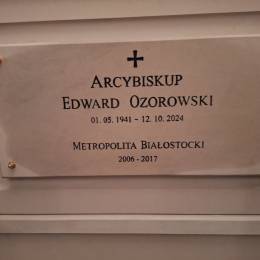 ARCYBISKUP
EDWARD OZOROWSKI
01. 05. 1941 – 12. 10. 2024
METROPOLITA BIAŁOSTOCKI
2006 - 2017